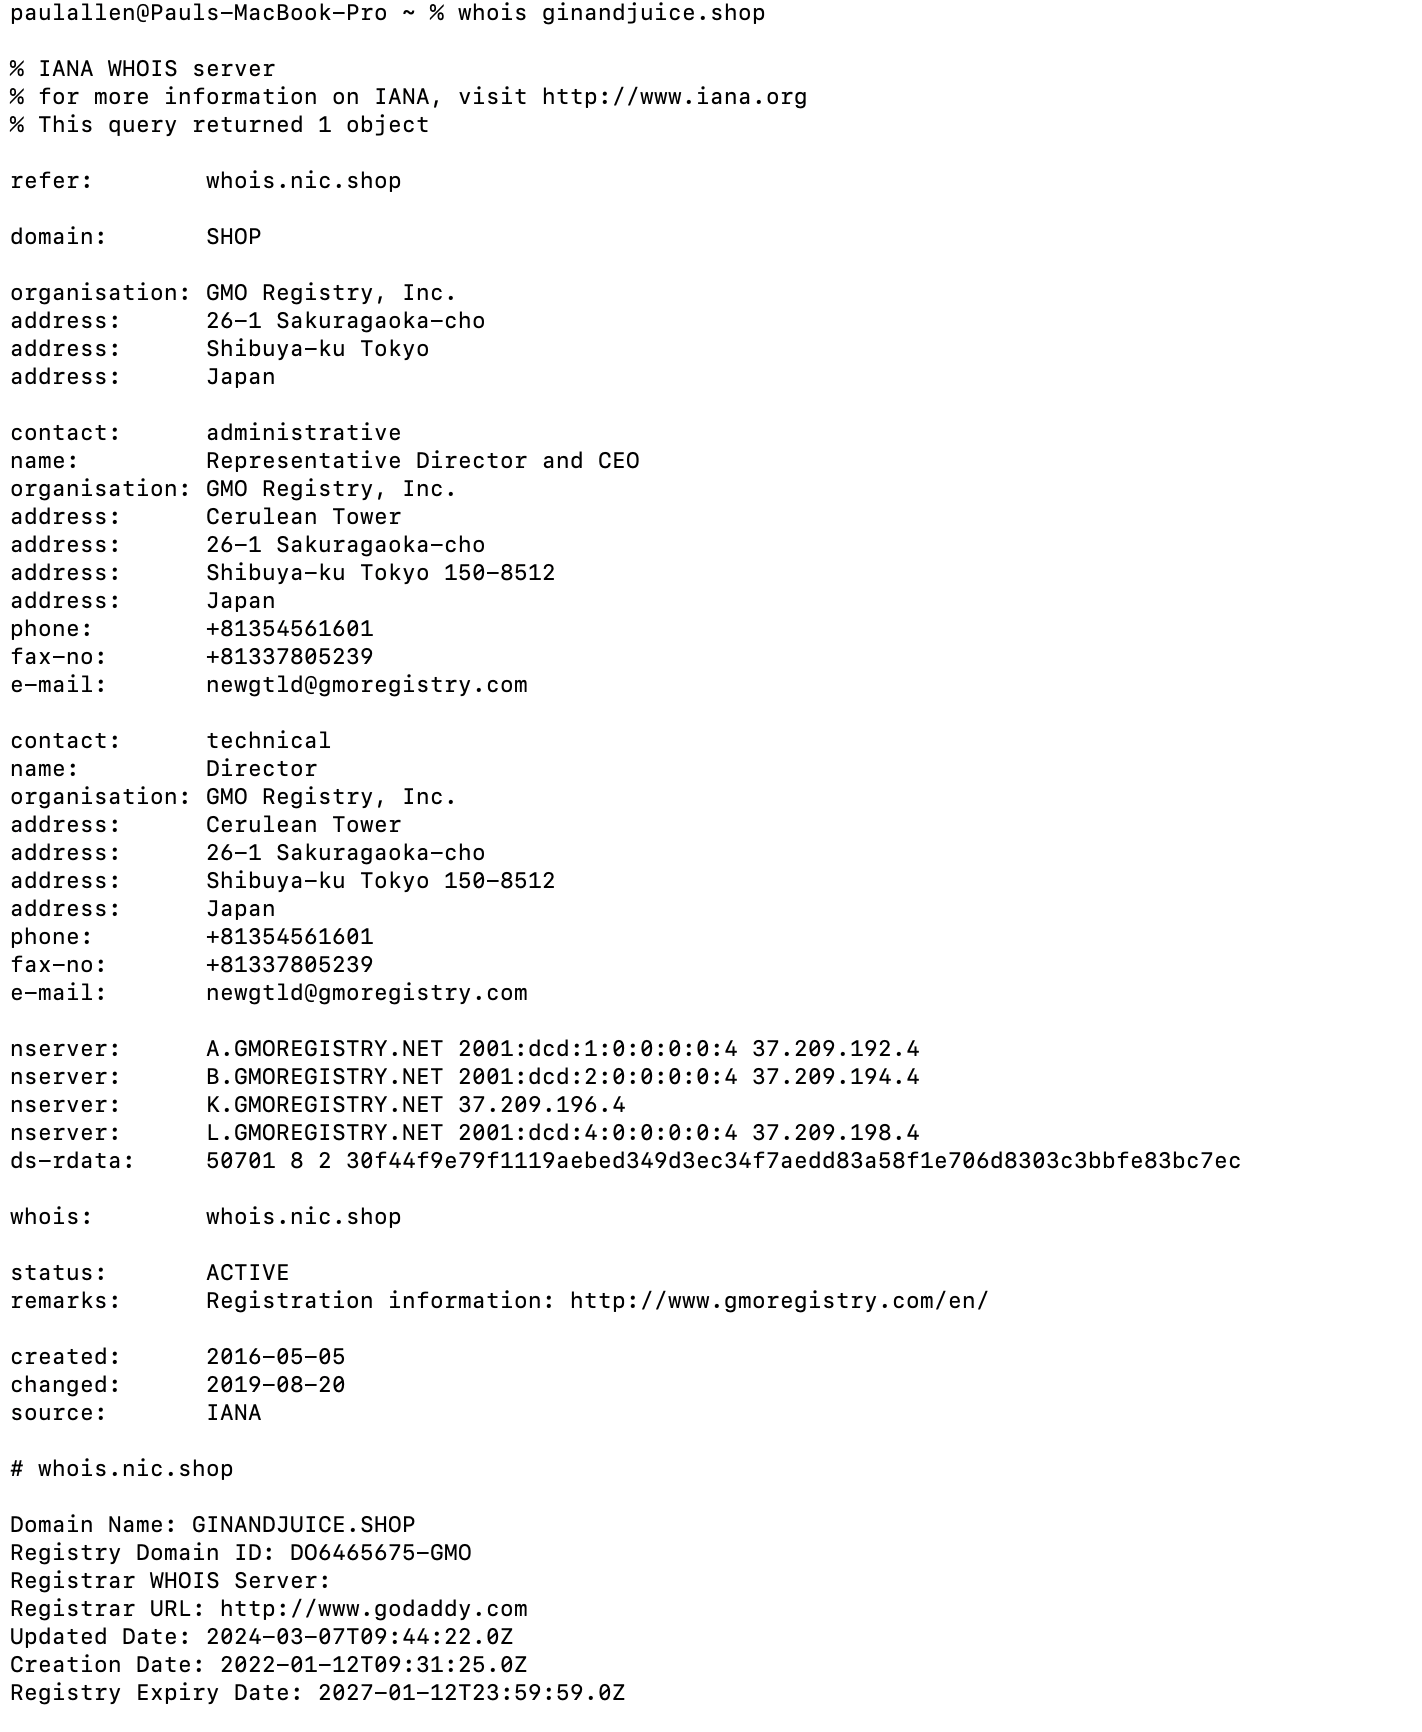 paulallen@Pauls-MacBook-Pro ~ % whois ginandjuice.shop
% IANA WHOIS server
% for more information on IANA, visit http://www.iana.org
% This query returned 1 object
refer:        whois.nic.shop
domain:       SHOP
organisation: GMO Registry, Inc.
address:      26-1 Sakuragaoka-cho
address:      Shibuya-ku Tokyo
address:      Japan
contact:      administrative
name:         Representative Director and CEO
organisation: GMO Registry, Inc.
address:      Cerulean Tower
address:      26-1 Sakuragaoka-cho
address:      Shibuya-ku Tokyo 150-8512
address:      Japan
phone:        +81354561601
fax-no:       +81337805239
e-mail:       newgtld@gmoregistry.com
contact:      technical
name:         Director
organisation: GMO Registry, Inc.
address:      Cerulean Tower
address:      26-1 Sakuragaoka-cho
address:      Shibuya-ku Tokyo 150-8512
address:      Japan
phone:        +81354561601
fax-no:       +81337805239
e-mail:       newgtld@gmoregistry.com
nserver:      A.GMOREGISTRY.NET 2001:dcd:1:0:0:0:0:4 37.209.192.4
nserver:      B.GMOREGISTRY.NET 2001:dcd:2:0:0:0:0:4 37.209.194.4
nserver:      K.GMOREGISTRY.NET 37.209.196.4
nserver:      L.GMOREGISTRY.NET 2001:dcd:4:0:0:0:0:4 37.209.198.4
ds-rdata:     50701 8 2 30f44f9e79f1119aebed349d3ec34f7aedd83a58f1e706d8303c3bbfe83bc7ec
whois:        whois.nic.shop
status:       ACTIVE
remarks:      Registration information: http://www.gmoregistry.com/en/
created:      2016-05-05
changed:      2019-08-20
source:       IANA
# whois.nic.shop
Domain Name: GINANDJUICE.SHOP
Registry Domain ID: DO6465675-GMO
Registrar WHOIS Server:
Registrar URL: http://www.godaddy.com
Updated Date: 2024-03-07T09:44:22.0Z
Creation Date: 2022-01-12T09:31:25.0Z
Registry Expiry Date: 2027-01-12T23:59:59.0Z